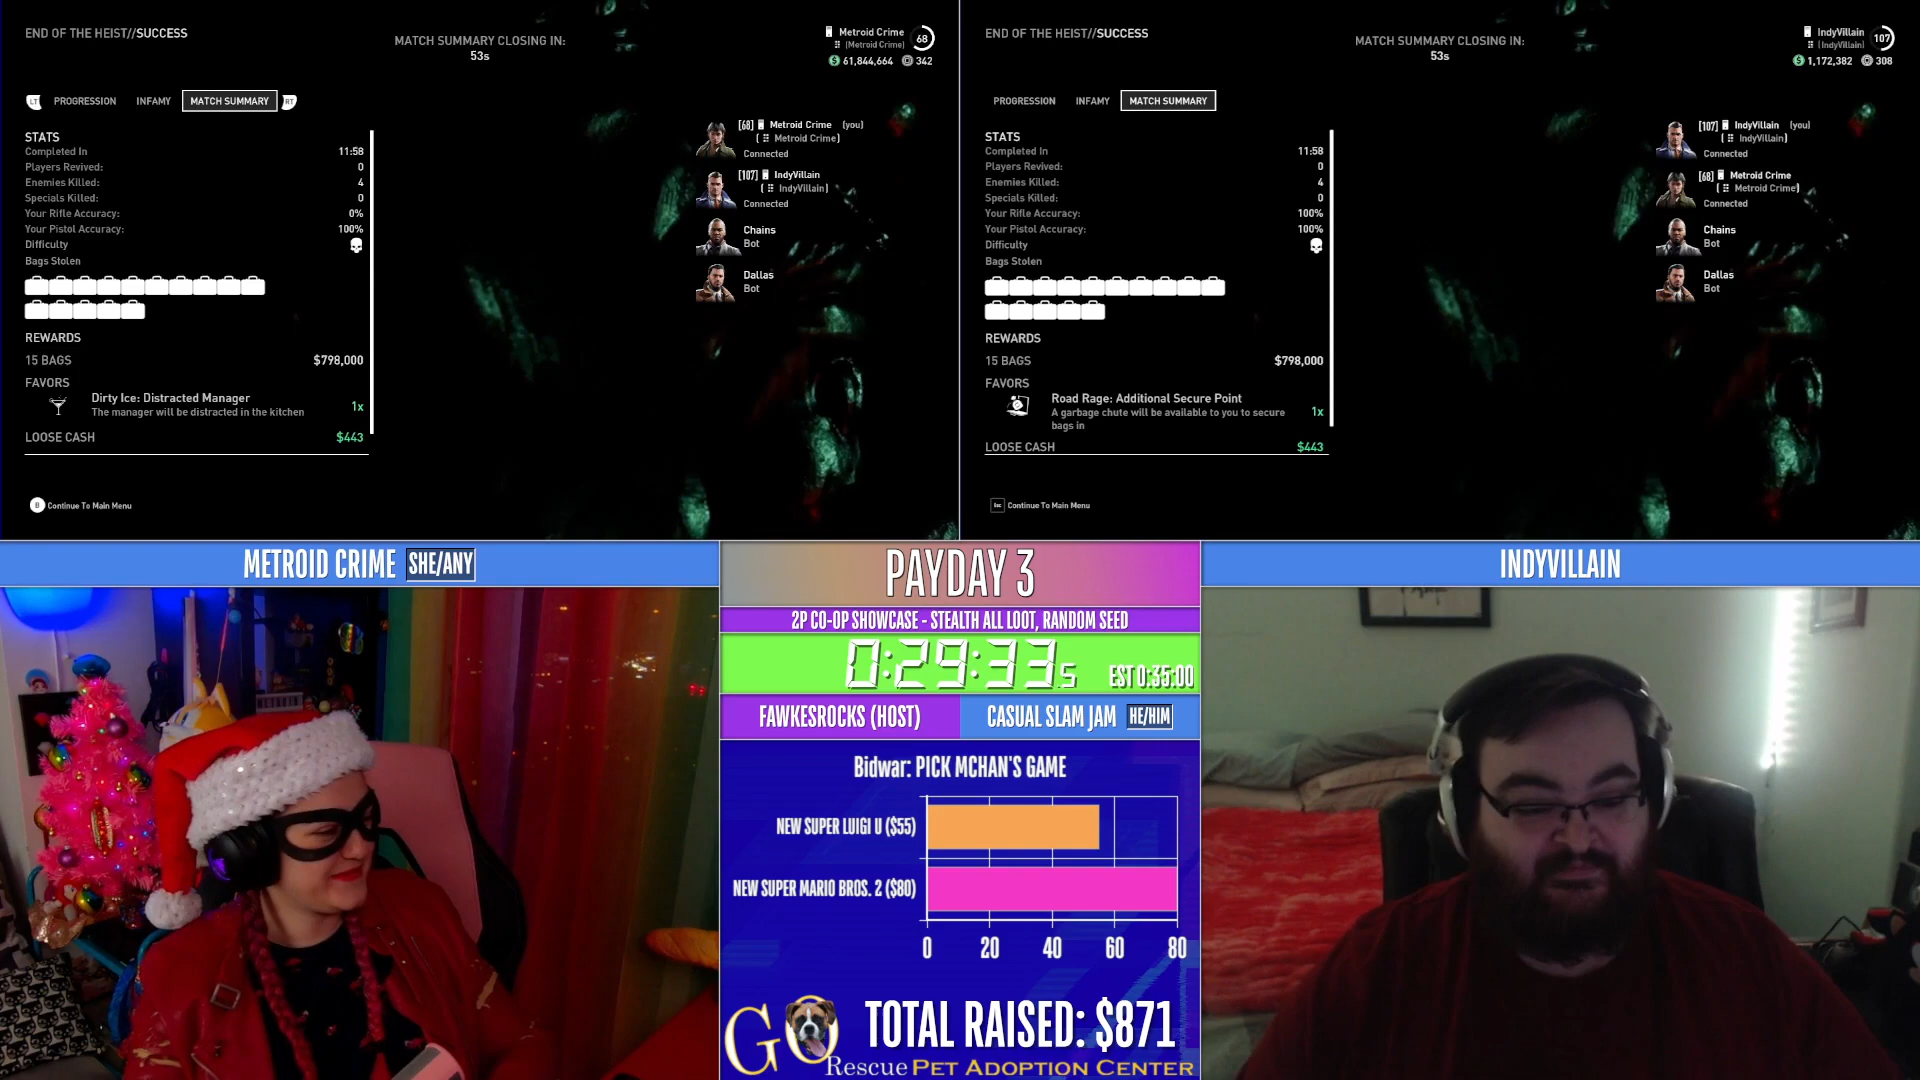 END OF THE HEIST//SUCCESS
MATCH SUMMARY CLOSING IN:
53s
Metroid Crime
(Metroid Crime)
68
61,844,664 342
LT PROGRESSION INFAMY MATCH SUMMARY RT
STATS
Completed In 11:58
Players Revived: 0
Enemies Killed: 4
Specials Killed: 0
Your Rifle Accuracy: 0%
Your Pistol Accuracy: 100%
Difficulty
Bags Stolen
REWARDS
15 BAGS $798,000
FAVORS
Dirty Ice: Distracted Manager
The manager will be distracted in the kitchen
1x
LOOSE CASH $443
B Continue To Main Menu
[68] Metroid Crime (you)
( Metroid Crime)
Connected
[107] IndyVillain
( IndyVillain)
Connected
Chains
Bot
Dallas
Bot
END OF THE HEIST//SUCCESS
MATCH SUMMARY CLOSING IN:
53s
IndyVillain
(IndyVillain)
107
1,172,382 308
PROGRESSION INFAMY MATCH SUMMARY
STATS
Completed In 11:58
Players Revived: 0
Enemies Killed: 4
Specials Killed: 0
Your Rifle Accuracy: 100%
Your Pistol Accuracy: 100%
Difficulty
Bags Stolen
REWARDS
15 BAGS $798,000
FAVORS
Road Rage: Additional Secure Point
A garbage chute will be available to you to secure
bags in
1x
LOOSE CASH $443
Esc Continue To Main Menu
[107] IndyVillain (you)
( IndyVillain)
Connected
[68] Metroid Crime
( Metroid Crime)
Connected
Chains
Bot
Dallas
Bot
METROID CRIME SHE/ANY
PAYDAY 3
2P CO-OP SHOWCASE - STEALTH ALL LOOT, RANDOM SEED
0:29:33.5 EST 0:35:00
FAWKESROCKS (HOST)
CASUAL SLAM JAM HE/HIM
INDYVILLAIN
Bidwar: PICK MCHAN'S GAME
NEW SUPER LUIGI U ($55)
NEW SUPER MARIO BROS. 2 ($80)
0 20 40 60 80
TOTAL RAISED: $871
GO
Rescue PET ADOPTION CENTER